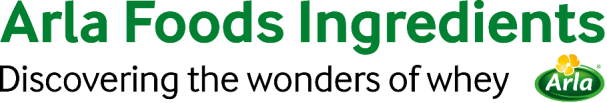 Arla Foods Ingredients
Discovering the wonders of whey
Arla®